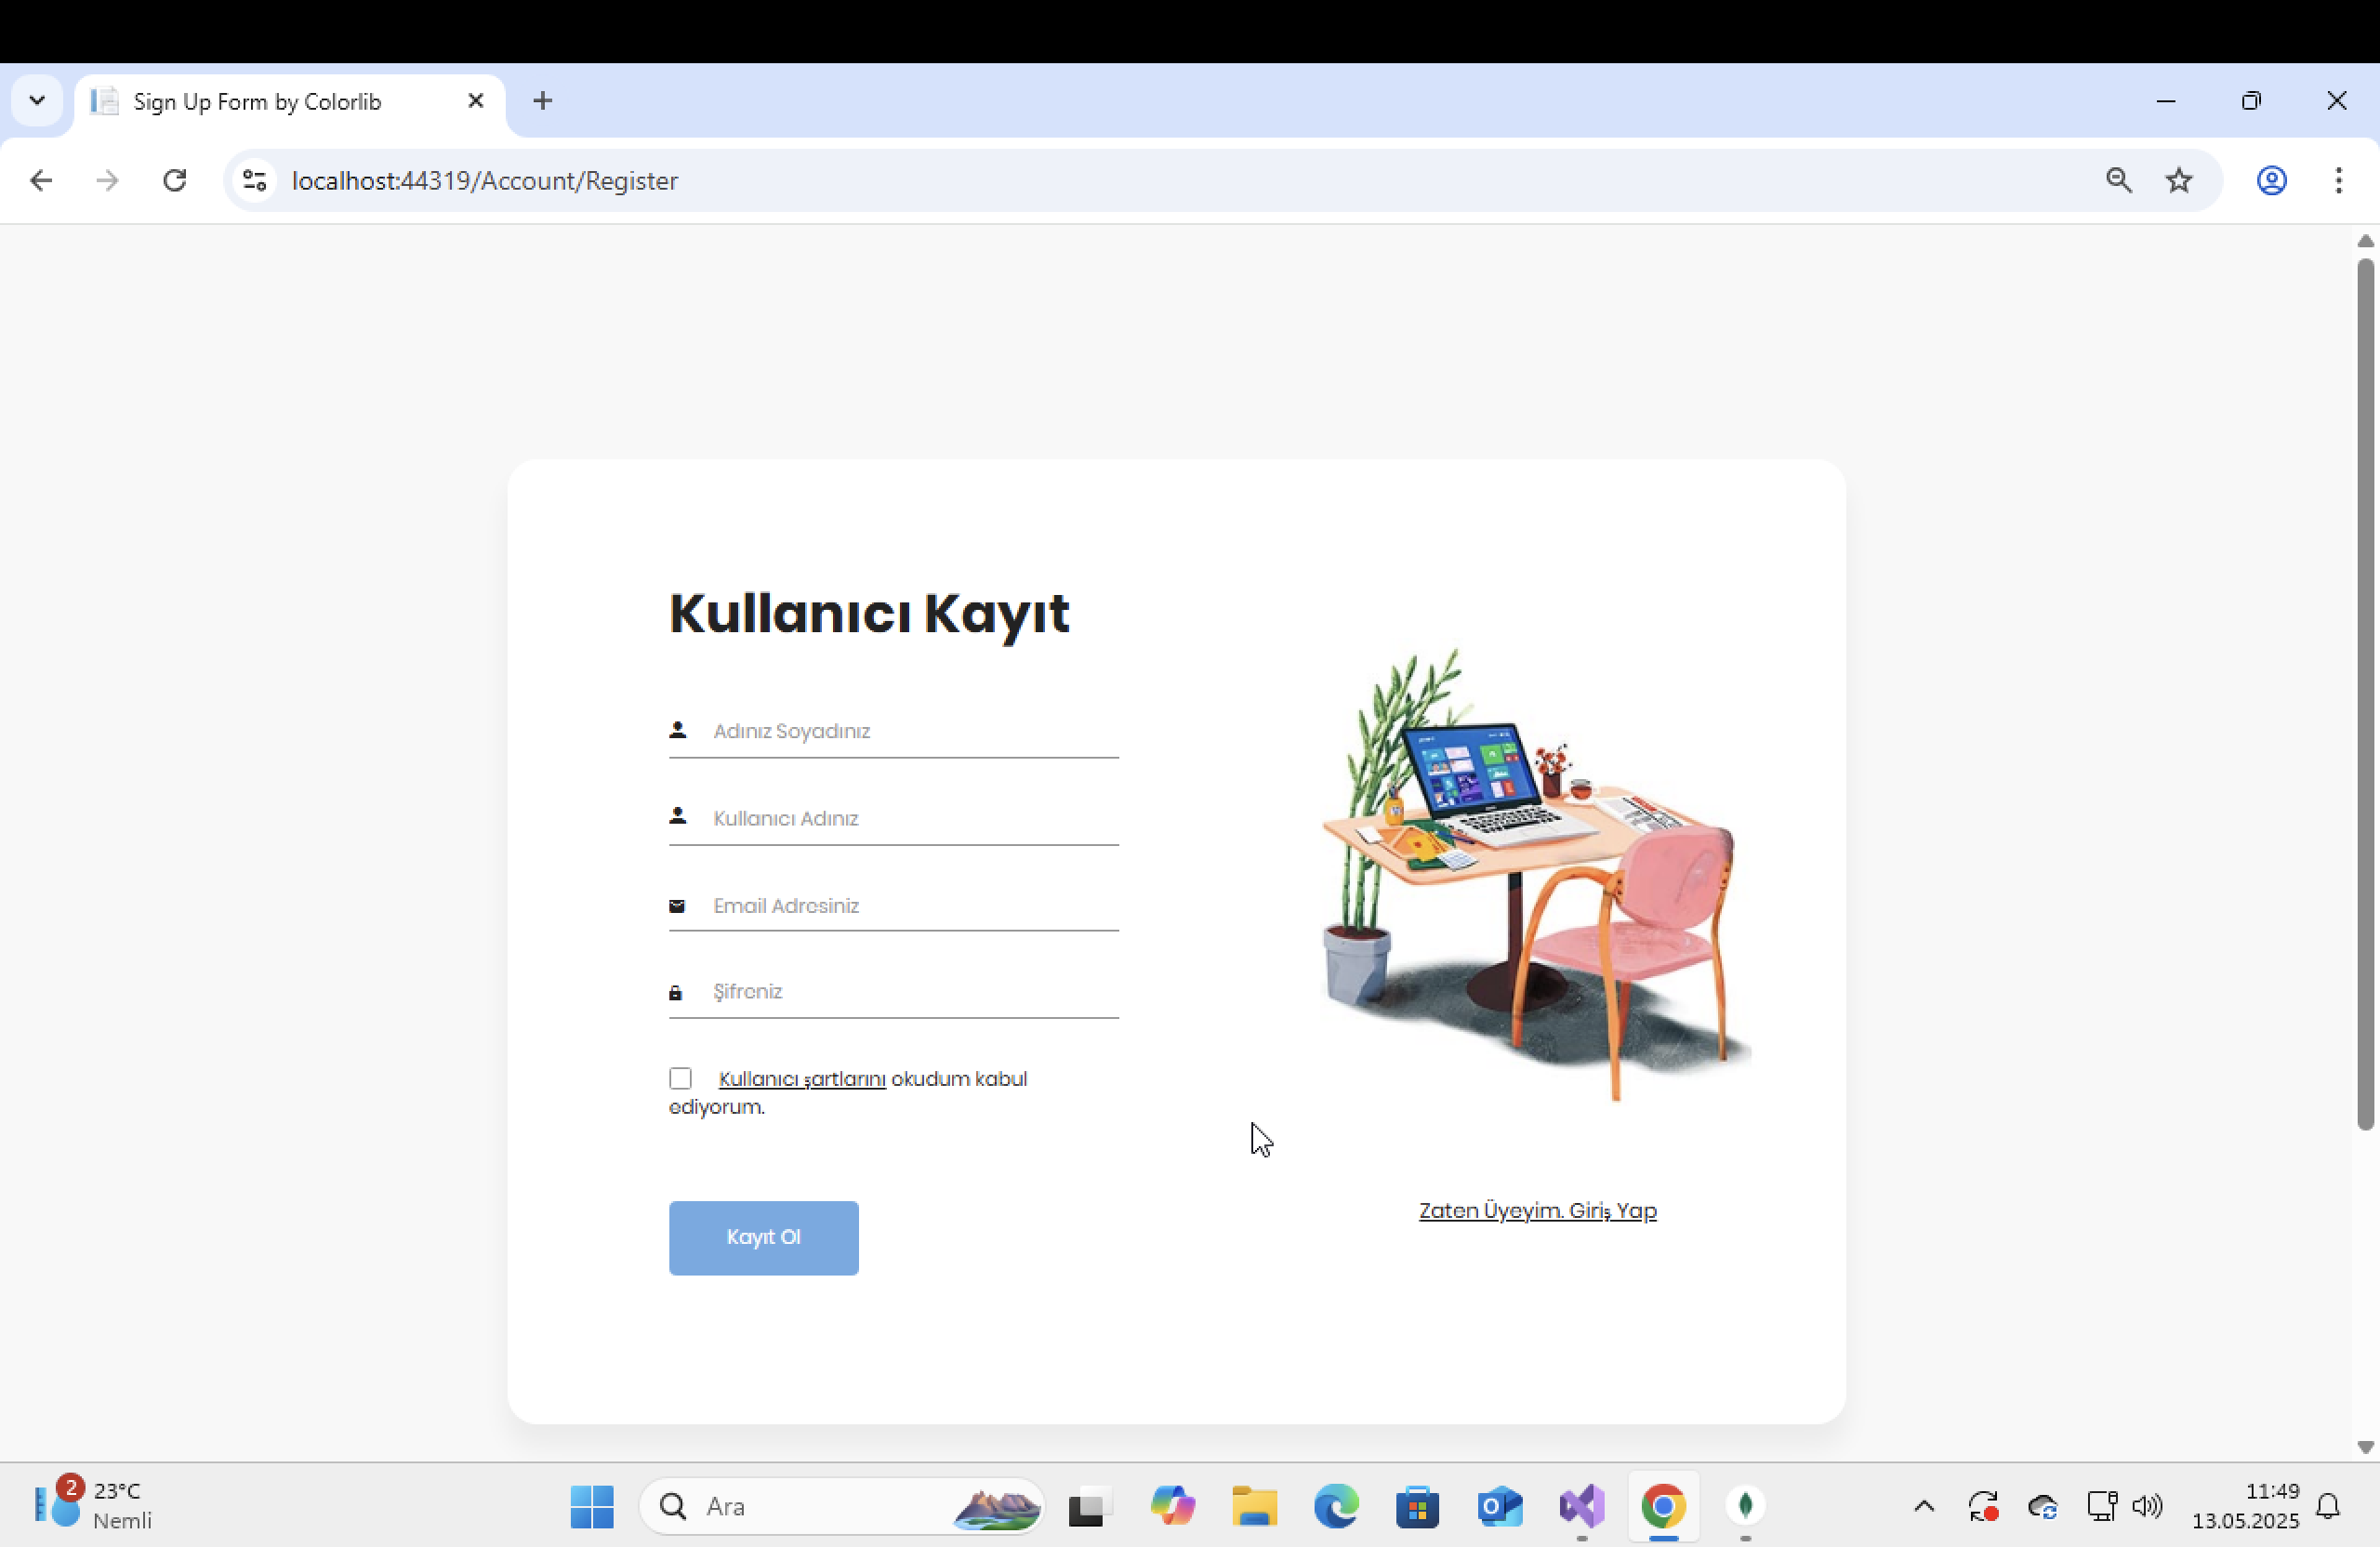 Sign Up Form by Colorlib
localhost:44319/Account/Register
Kullanıcı Kayıt
Adınız Soyadınız
Kullanıcı Adınız
Email Adresiniz
Şifreniz
Kullanıcı şartlarını okudum kabul
ediyorum.
Kayıt Ol
Zaten Üyeyim. Giriş Yap
2
23°C
Nemli
Ara
11:49
13.05.2025